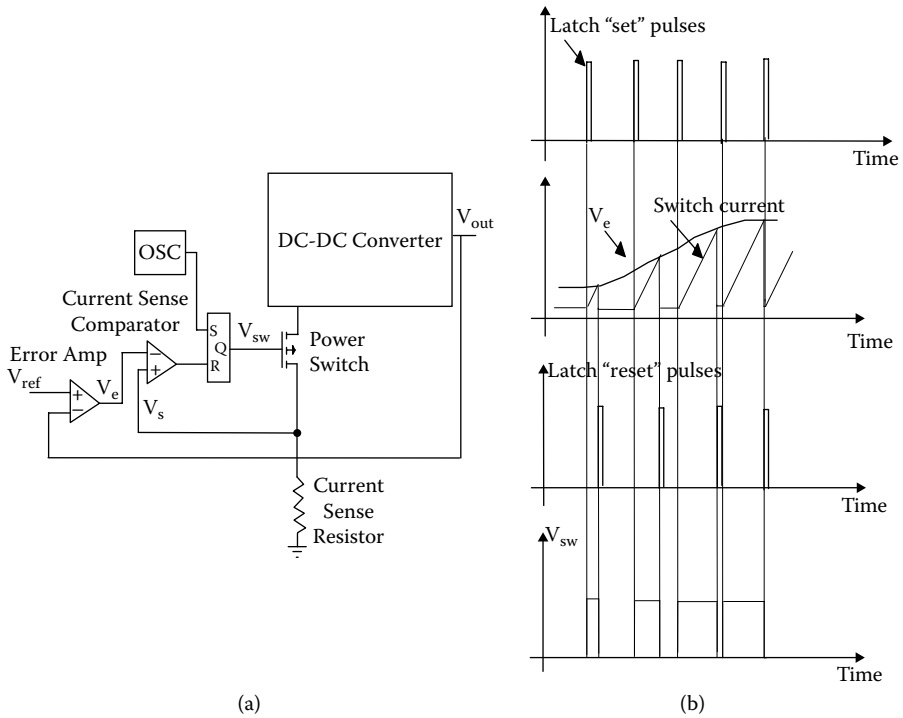 DC-DC Converter
V_out
OSC
Current Sense
Comparator
S
Q
R
V_sw
Power
Switch
Error Amp
V_ref
+
−
V_e
−
+
V_s
Current
Sense
Resistor
(a)
Latch “set” pulses
Time
V_e
Switch current
Time
Latch “reset” pulses
Time
V_sw
Time
(b)